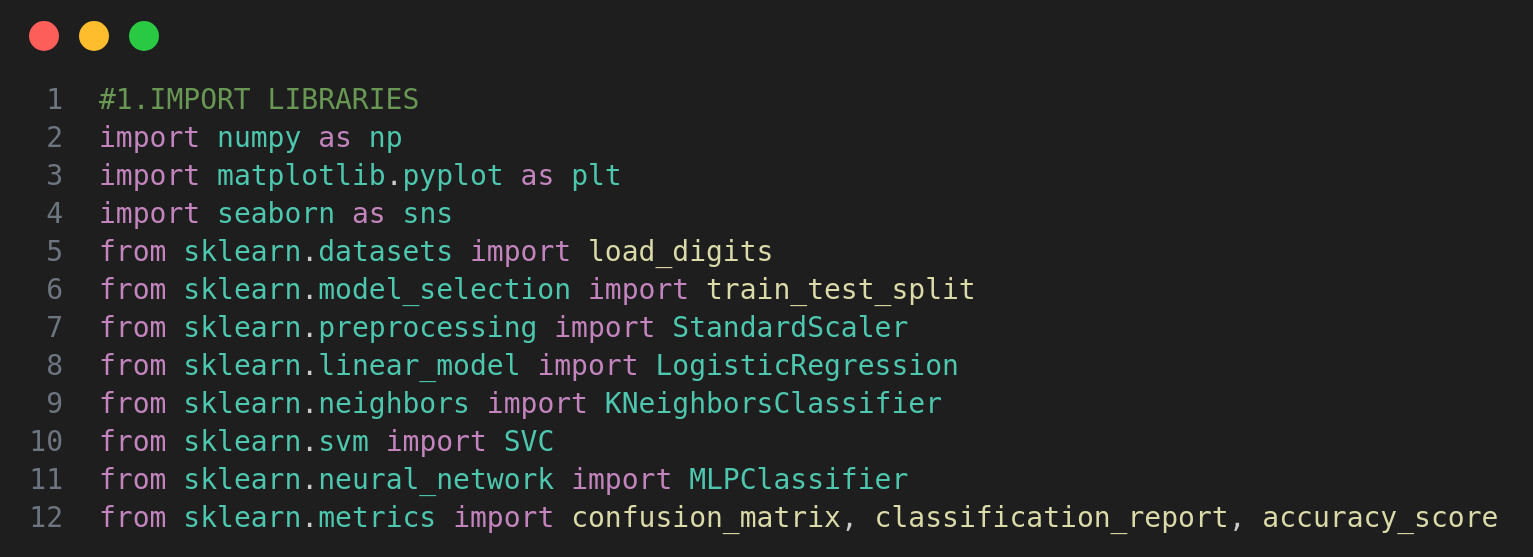 1 #1.IMPORT LIBRARIES
2 import numpy as np
3 import matplotlib.pyplot as plt
4 import seaborn as sns
5 from sklearn.datasets import load_digits
6 from sklearn.model_selection import train_test_split
7 from sklearn.preprocessing import StandardScaler
8 from sklearn.linear_model import LogisticRegression
9 from sklearn.neighbors import KNeighborsClassifier
10 from sklearn.svm import SVC
11 from sklearn.neural_network import MLPClassifier
12 from sklearn.metrics import confusion_matrix, classification_report, accuracy_score